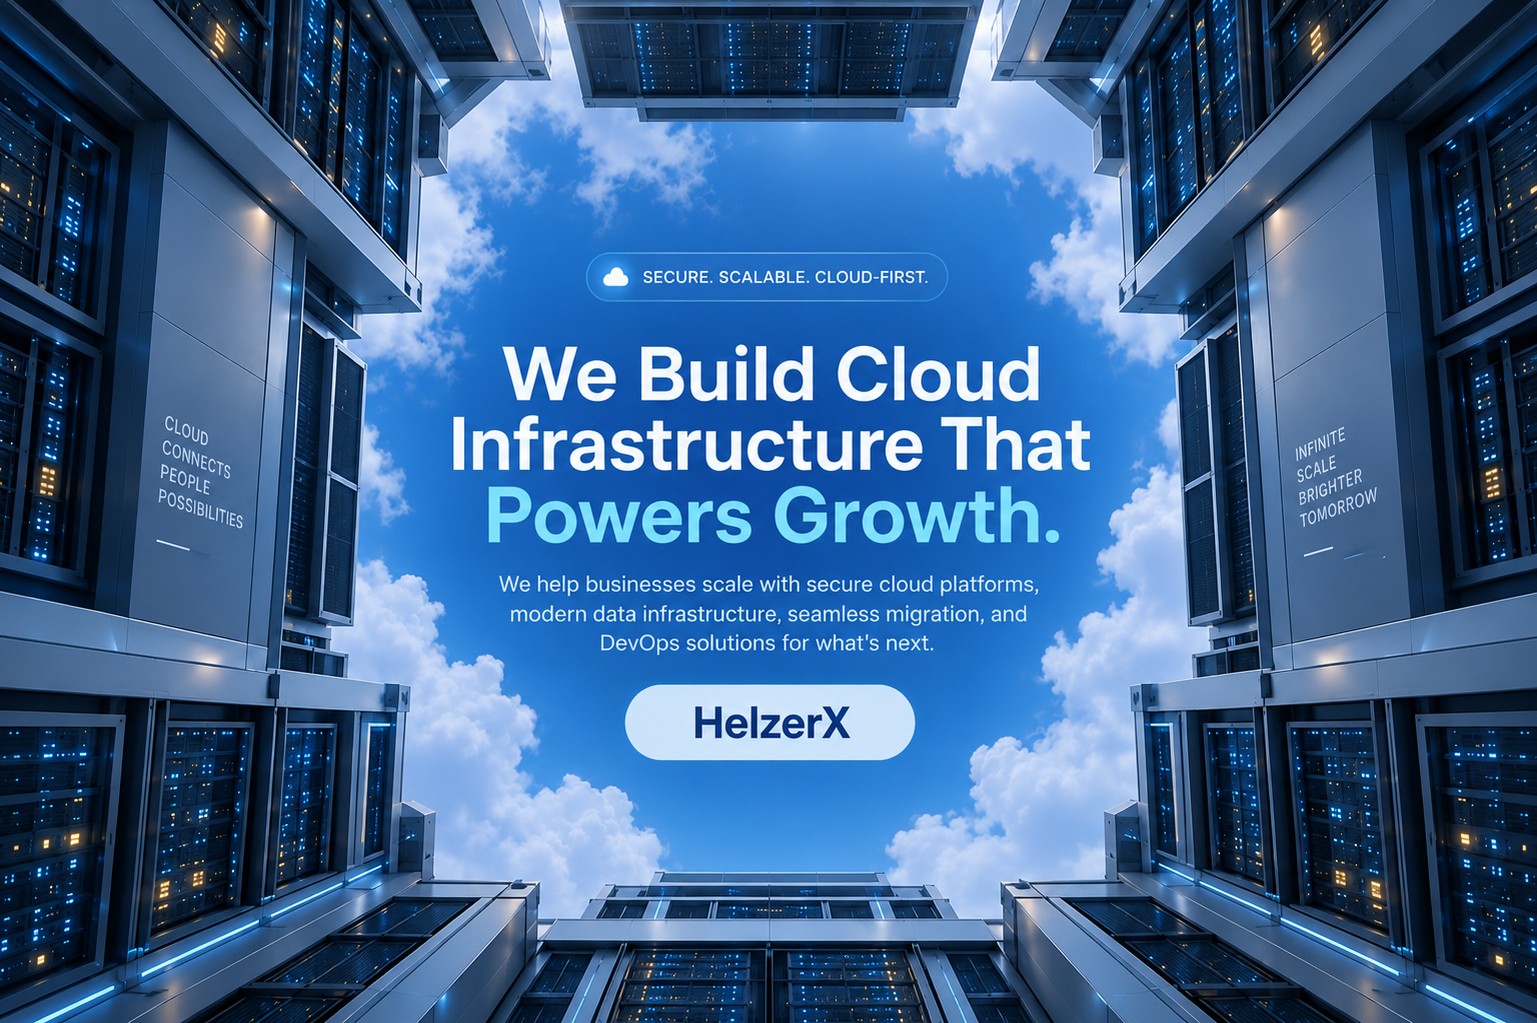 SECURE. SCALABLE. CLOUD-FIRST.
We Build Cloud
Infrastructure That
Powers Growth.
We help businesses scale with secure cloud platforms,
modern data infrastructure, seamless migration, and
DevOps solutions for what's next.
HelzerX
CLOUD
CONNECTS
PEOPLE
POSSIBILITIES
INFINITE
SCALE
BRIGHTER
TOMORROW